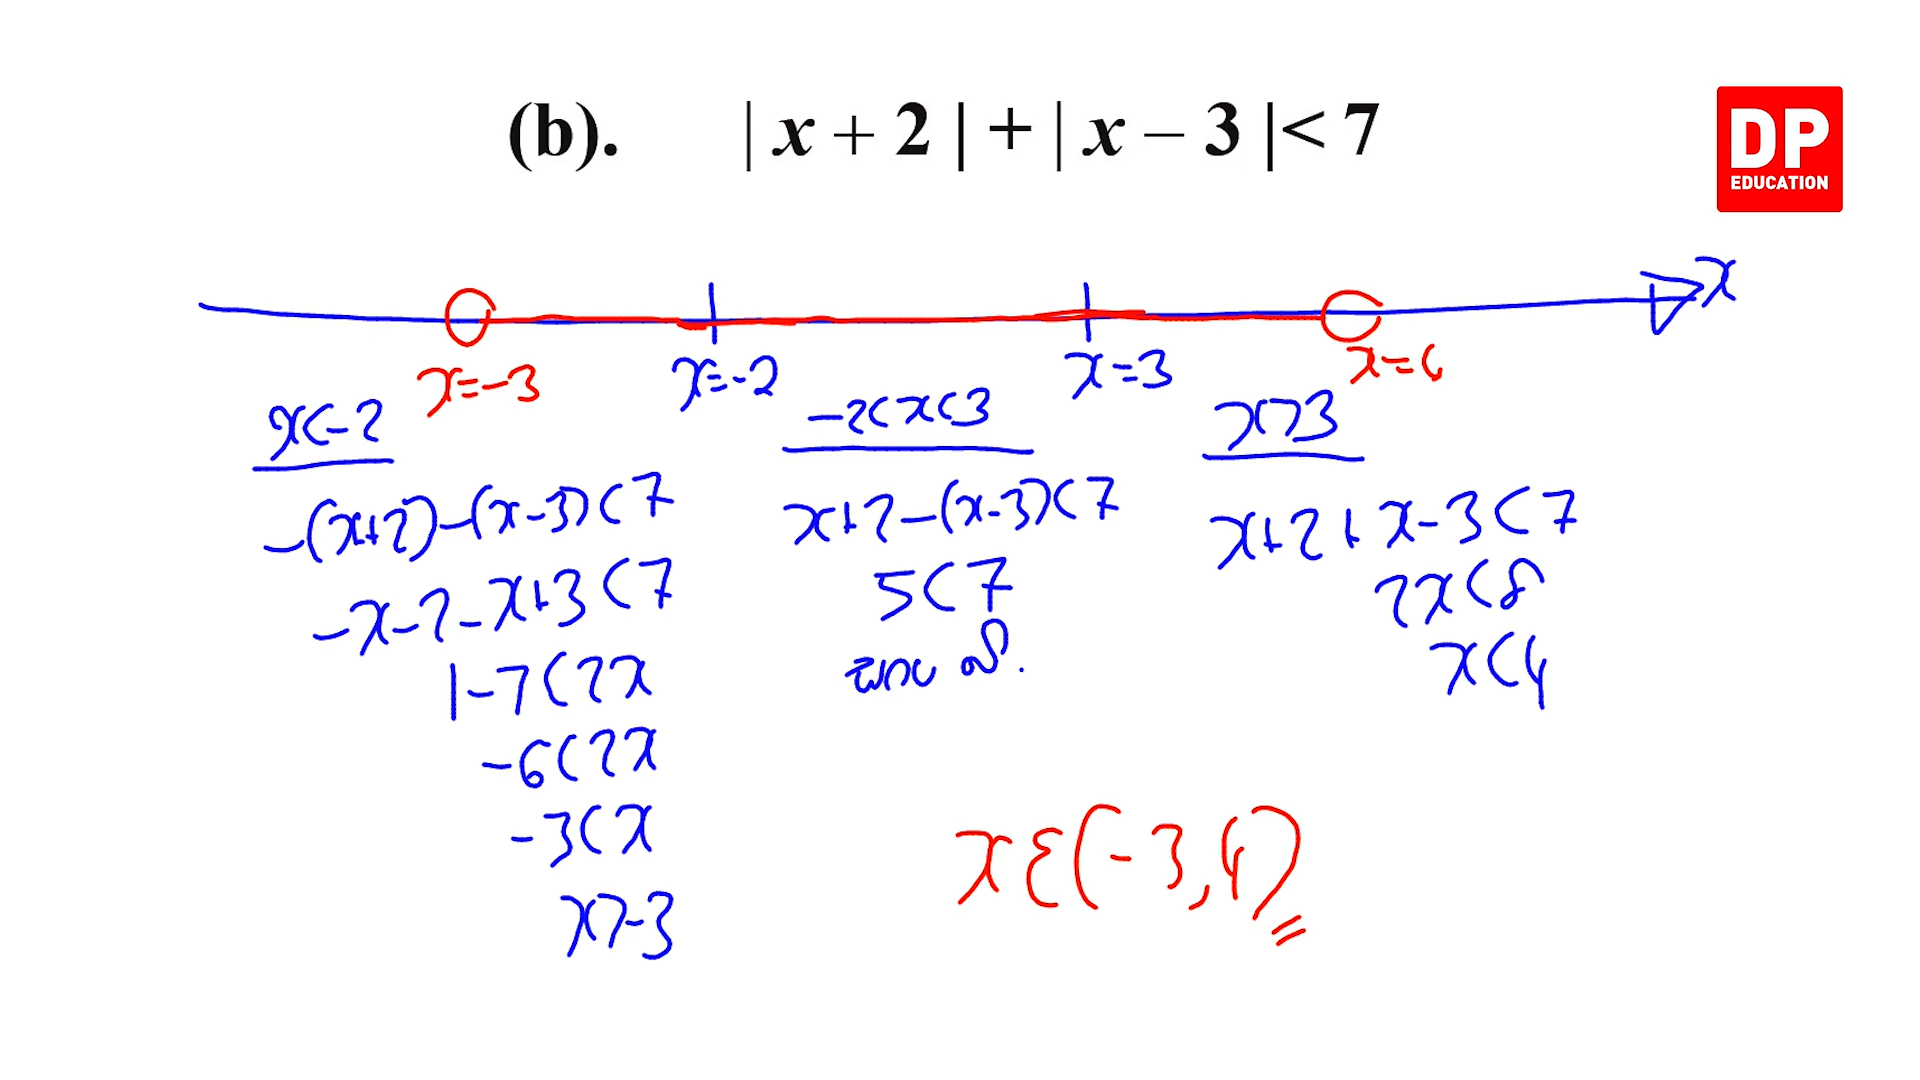 (b). | x + 2 | + | x − 3 |< 7
DP
EDUCATION
x
x=-3
x=-2
x=3
x=4
x<-2
-(x+2)-(x-3)<7
-x-2-x+3<7
1-7<2x
-6<2x
-3<x
x>-3
-2<x<3
x+2-(x-3)<7
5<7
x>3
x+2+x-3<7
2x<8
x<4
xε(-3,4)